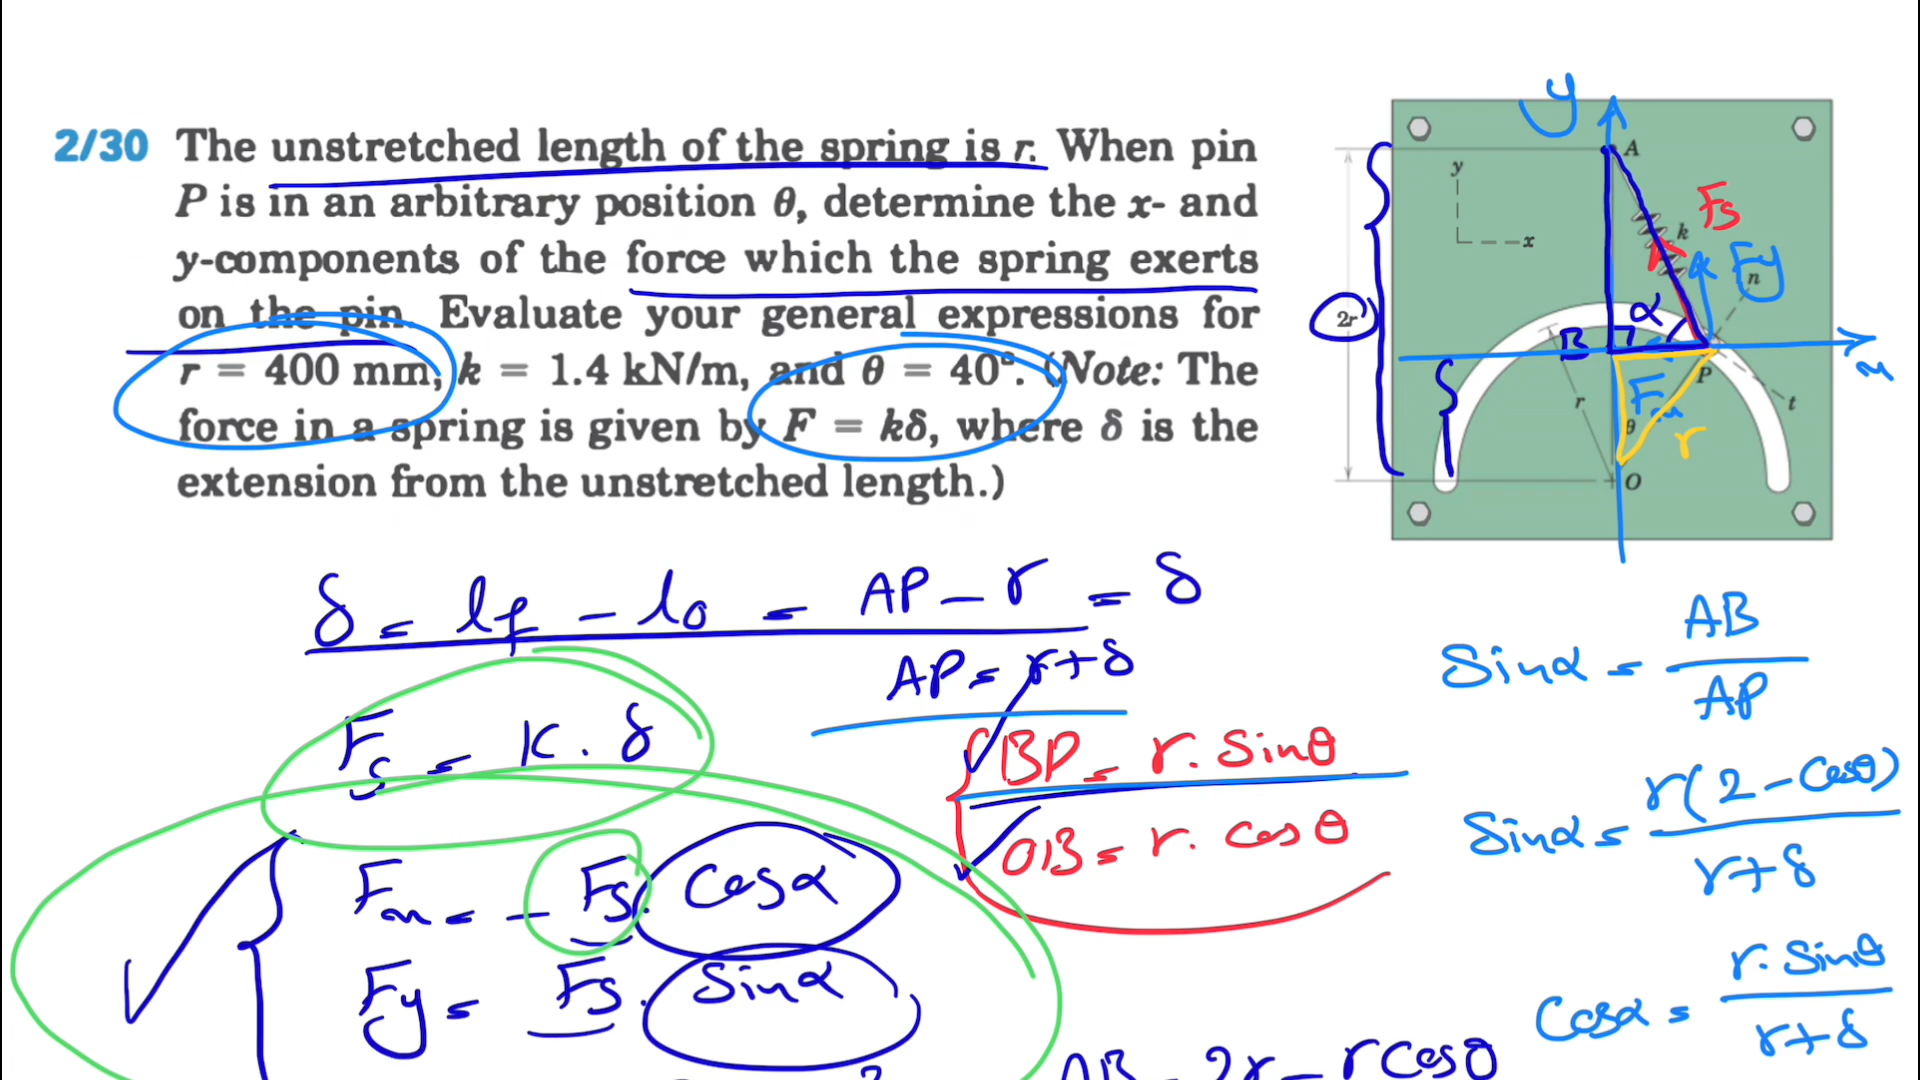 2/30 The unstretched length of the spring is r. When pin
P is in an arbitrary position θ, determine the x- and
y-components of the force which the spring exerts
on the pin. Evaluate your general expressions for
r = 400 mm, k = 1.4 kN/m, and θ = 40°. (Note: The
force in a spring is given by F = kδ, where δ is the
extension from the unstretched length.)
y
A
y
x
Fs
k
Fy
n
2r
α
B
x
P
Fx
r
t
θ
r
O
δ = lf - l0 = AP - r = δ
AP = r+δ
Fs = K . δ
BP = r. Sinθ
OB = r. cosθ
Fx = - Fs. Cosα
Fy = Fs. Sinα
AB = 2r - rcosθ
Sinα = AB/AP
Sinα = r(2-Cosθ)/r+δ
Cosα = r. Sinθ/r+δ